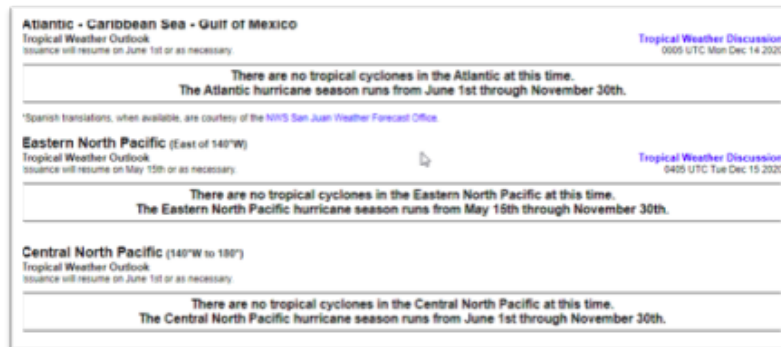 Atlantic - Caribbean Sea - Gulf of Mexico
Tropical Weather Outlook
Issuance will resume on June 1st or as necessary.
Tropical Weather Discussion
0005 UTC Mon Dec 14 2020
There are no tropical cyclones in the Atlantic at this time.
The Atlantic hurricane season runs from June 1st through November 30th.
*Spanish translations, when available, are courtesy of the NWS San Juan Weather Forecast Office.
Eastern North Pacific (East of 140°W)
Tropical Weather Outlook
Issuance will resume on May 15th or as necessary.
Tropical Weather Discussion
0405 UTC Tue Dec 15 2020
There are no tropical cyclones in the Eastern North Pacific at this time.
The Eastern North Pacific hurricane season runs from May 15th through November 30th.
Central North Pacific (140°W to 180°)
Tropical Weather Outlook
Issuance will resume on June 1st or as necessary.
There are no tropical cyclones in the Central North Pacific at this time.
The Central North Pacific hurricane season runs from June 1st through November 30th.